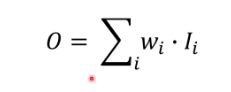 O = ∑ᵢ wᵢ · Iᵢ